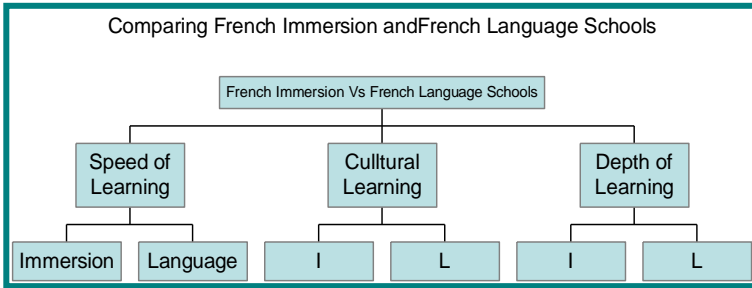 Comparing French Immersion andFrench Language Schools
French Immersion Vs French Language Schools
Speed of
Learning
Culltural
Learning
Depth of
Learning
Immersion
Language
I
L
I
L